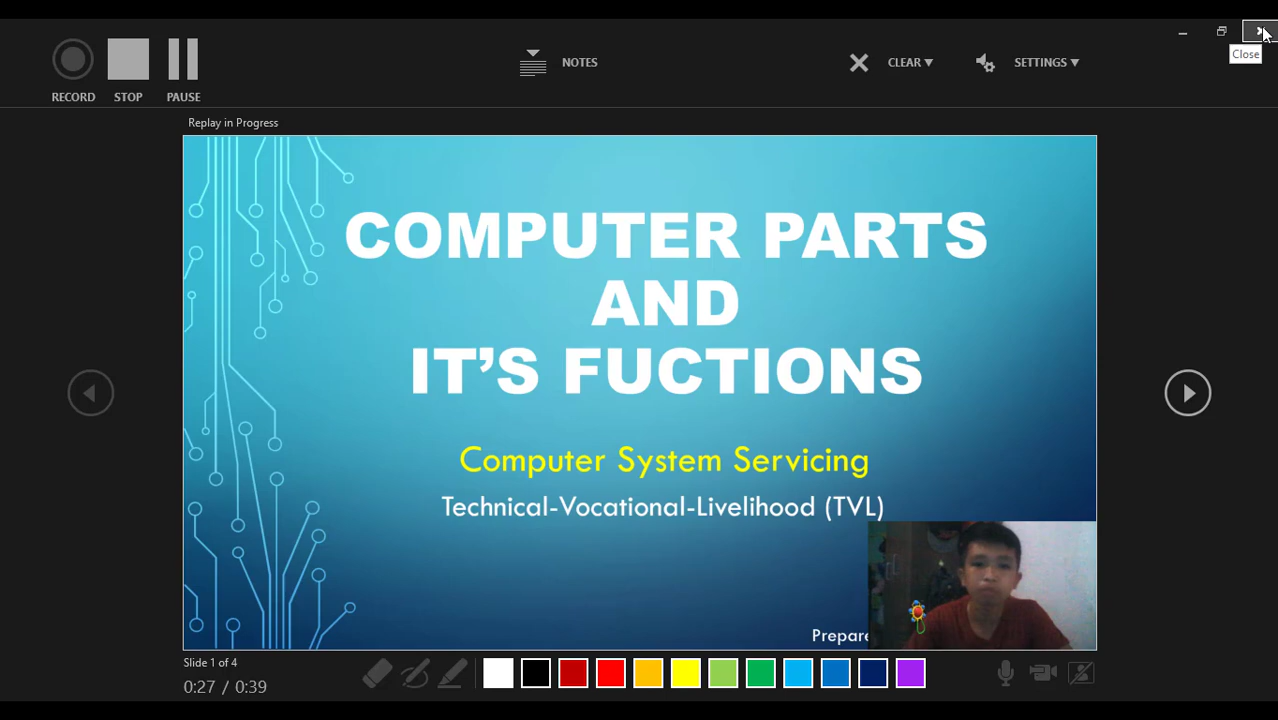 Close
RECORD
STOP
PAUSE
NOTES
CLEAR
SETTINGS
Replay in Progress
COMPUTER PARTS
AND
IT'S FUCTIONS
Computer System Servicing
Technical-Vocational-Livelihood (TVL)
Prepare
Slide 1 of 4
0:27 / 0:39